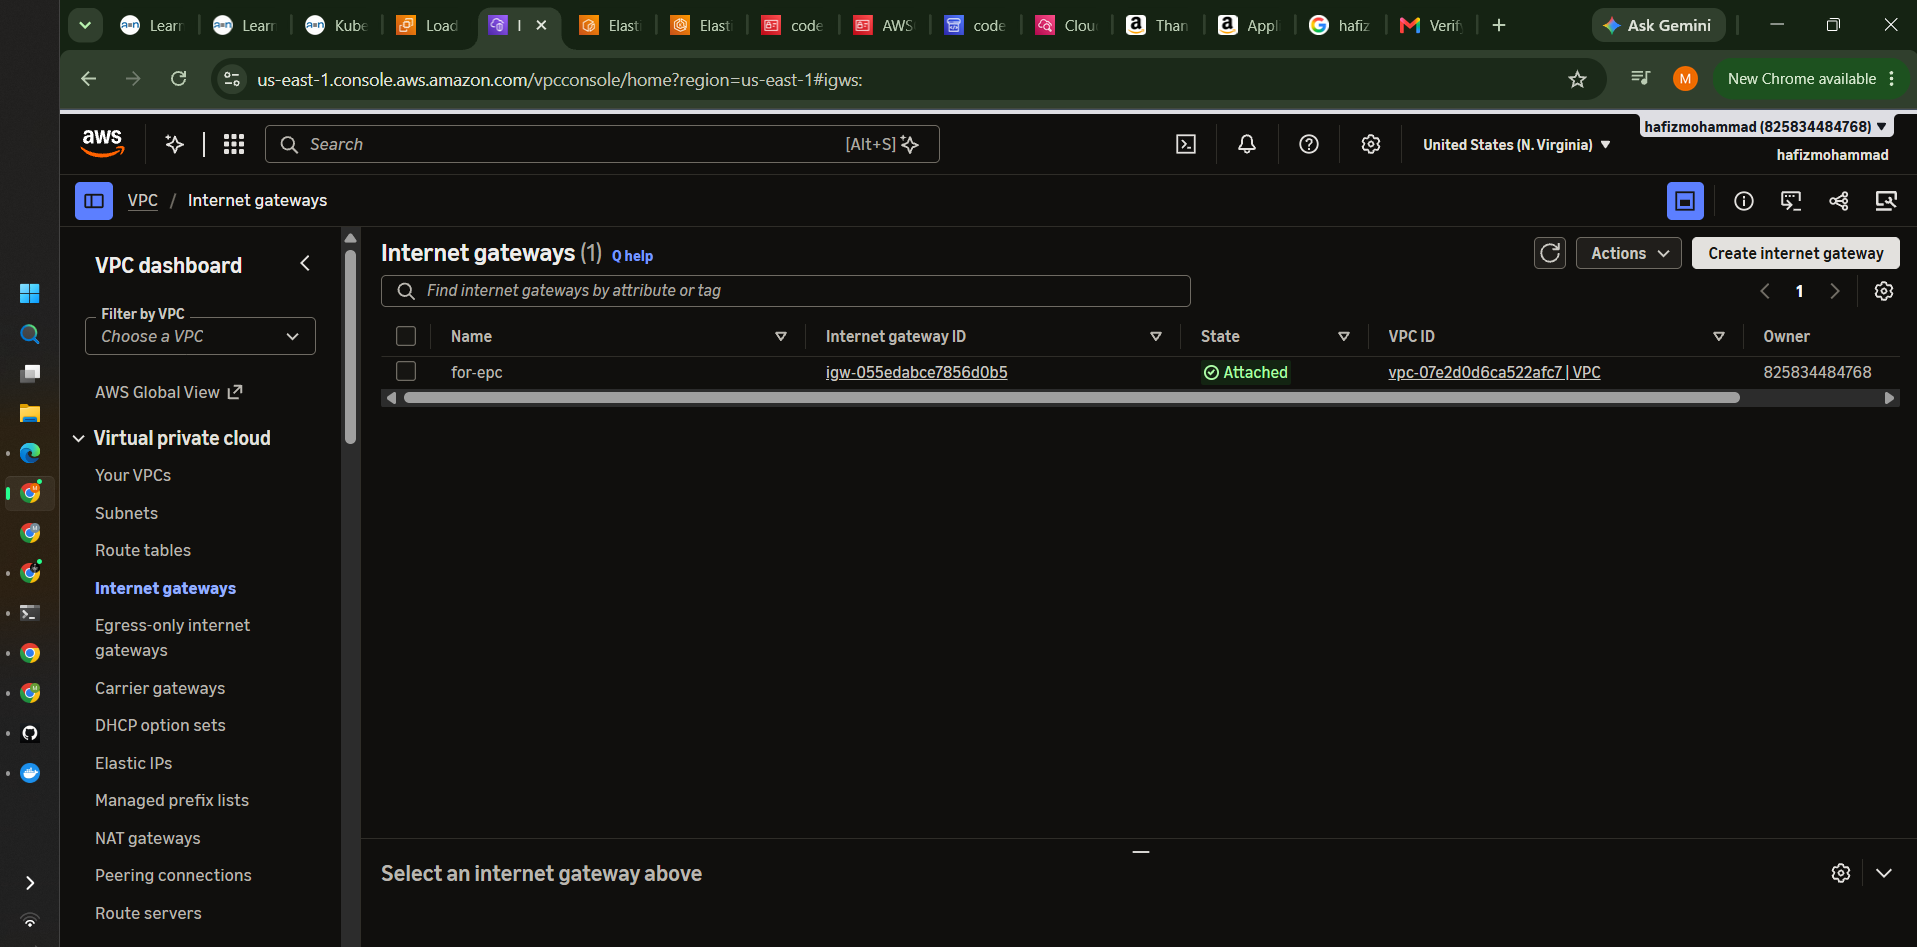 Learn
Learn
Kube
Load
I
Elasti
Elasti
code
AWS
code
Clou
Than
Appl
hafiz
Verify
Ask Gemini
us-east-1.console.aws.amazon.com/vpcconsole/home?region=us-east-1#igws:
M
New Chrome available
aws
Search
[Alt+S]
United States (N. Virginia)
hafizmohammad (825834484768)
hafizmohammad
VPC / Internet gateways
VPC dashboard
Filter by VPC
Choose a VPC
AWS Global View
Virtual private cloud
Your VPCs
Subnets
Route tables
Internet gateways
Egress-only internet
gateways
Carrier gateways
DHCP option sets
Elastic IPs
Managed prefix lists
NAT gateways
Peering connections
Route servers
Internet gateways (1) Q help
Actions
Create internet gateway
Find internet gateways by attribute or tag
1
Name Internet gateway ID State VPC ID Owner
for-epc igw-055edabce7856d0b5 Attached vpc-07e2d0d6ca522afc7 | VPC 825834484768
Select an internet gateway above